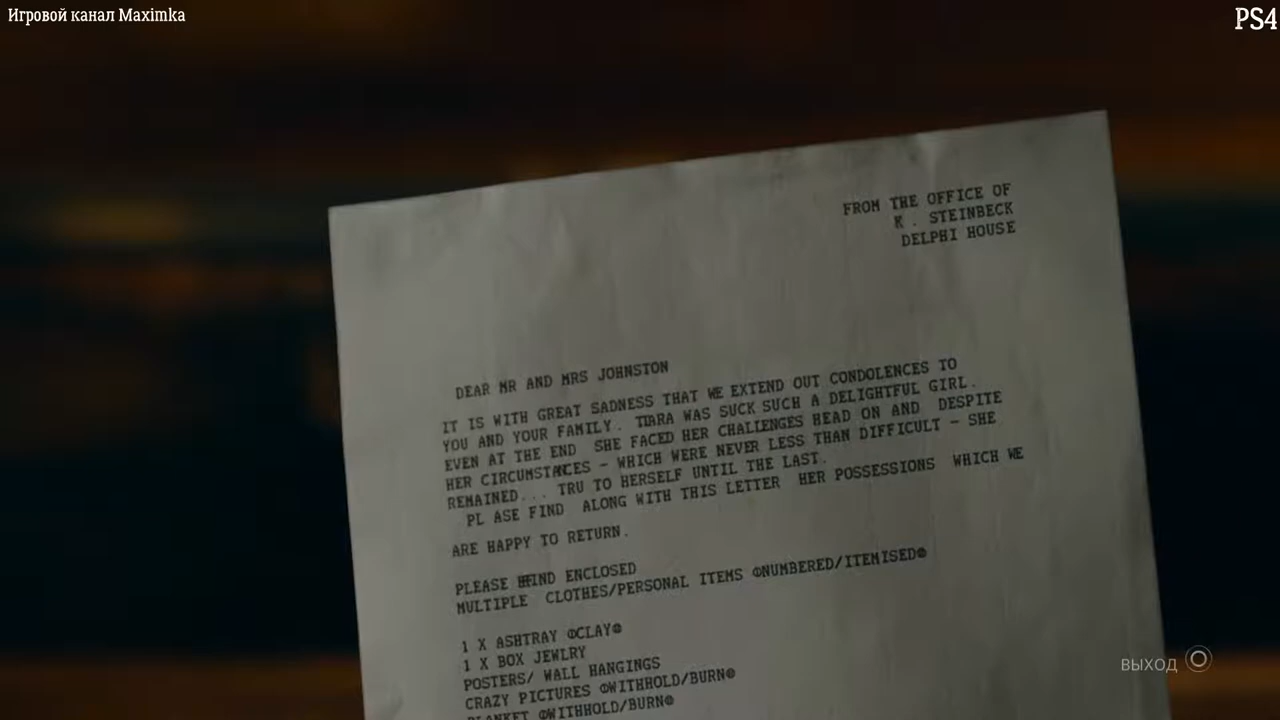 Игровой канал Maximka
PS4
FROM THE OFFICE OF
R . STEINBECK
DELPHI HOUSE
DEAR MR AND MRS JOHNSTON
IT IS WITH GREAT SADNESS THAT WE EXTEND OUT CONDOLENCES TO
YOU AND YOUR FAMILY. TIARA WAS SUCK SUCH A DELIGHTFUL GIRL.
EVEN AT THE END SHE FACED HER CHALLENGES HEAD ON AND DESPITE
HER CIRCUMSTANCES - WHICH WERE NEVER LESS THAN DIFFICULT - SHE
REMAINED... TRU TO HERSELF UNTIL THE LAST.
PL ASE FIND ALONG WITH THIS LETTER HER POSSESSIONS WHICH WE
ARE HAPPY TO RETURN.
PLEASE FIND ENCLOSED
MULTIPLE CLOTHES/PERSONAL ITEMS @NUMBERED/ITEMISED@
1 X ASHTRAY @CLAY@
1 X BOX JEWLRY
POSTERS/ WALL HANGINGS
CRAZY PICTURES @WITHHOLD/BURN@
BLANKET @WITHHOLD/BURN@
ВЫХОД